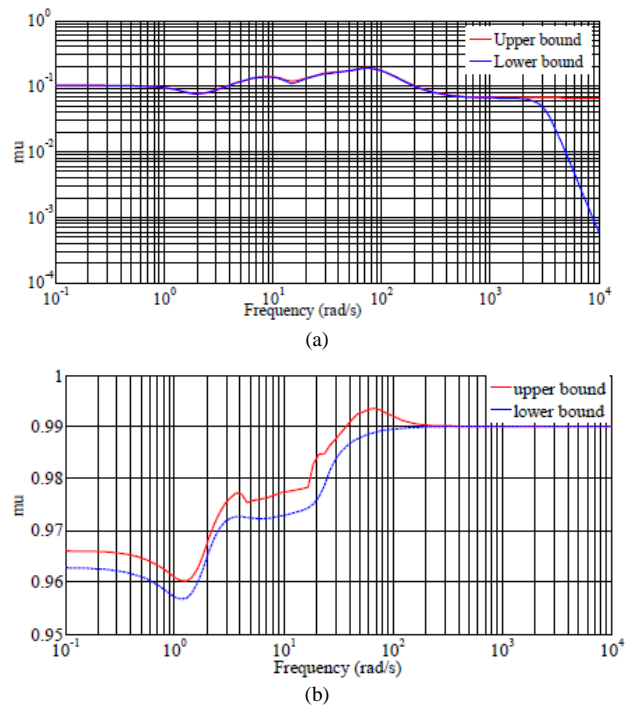 10^0
10^-1
10^-2
10^-3
10^-4
mu
Upper bound
Lower bound
10^-1 10^0 10^1 10^2 10^3 10^4
Frequency (rad/s)
(a)
1
0.99
0.98
0.97
0.96
0.95
mu
upper bound
lower bound
10^-1 10^0 10^1 10^2 10^3 10^4
Frequency (rad/s)
(b)